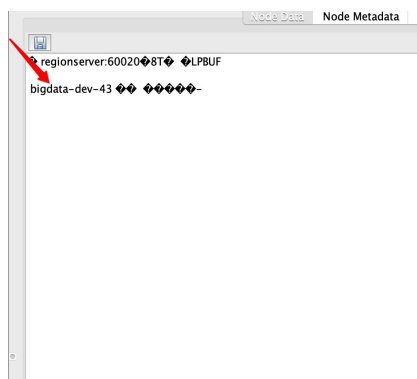 Node Data Node Metadata
� regionserver:60020�8T� �LPBUF
bigdata-dev-43 �� �����-